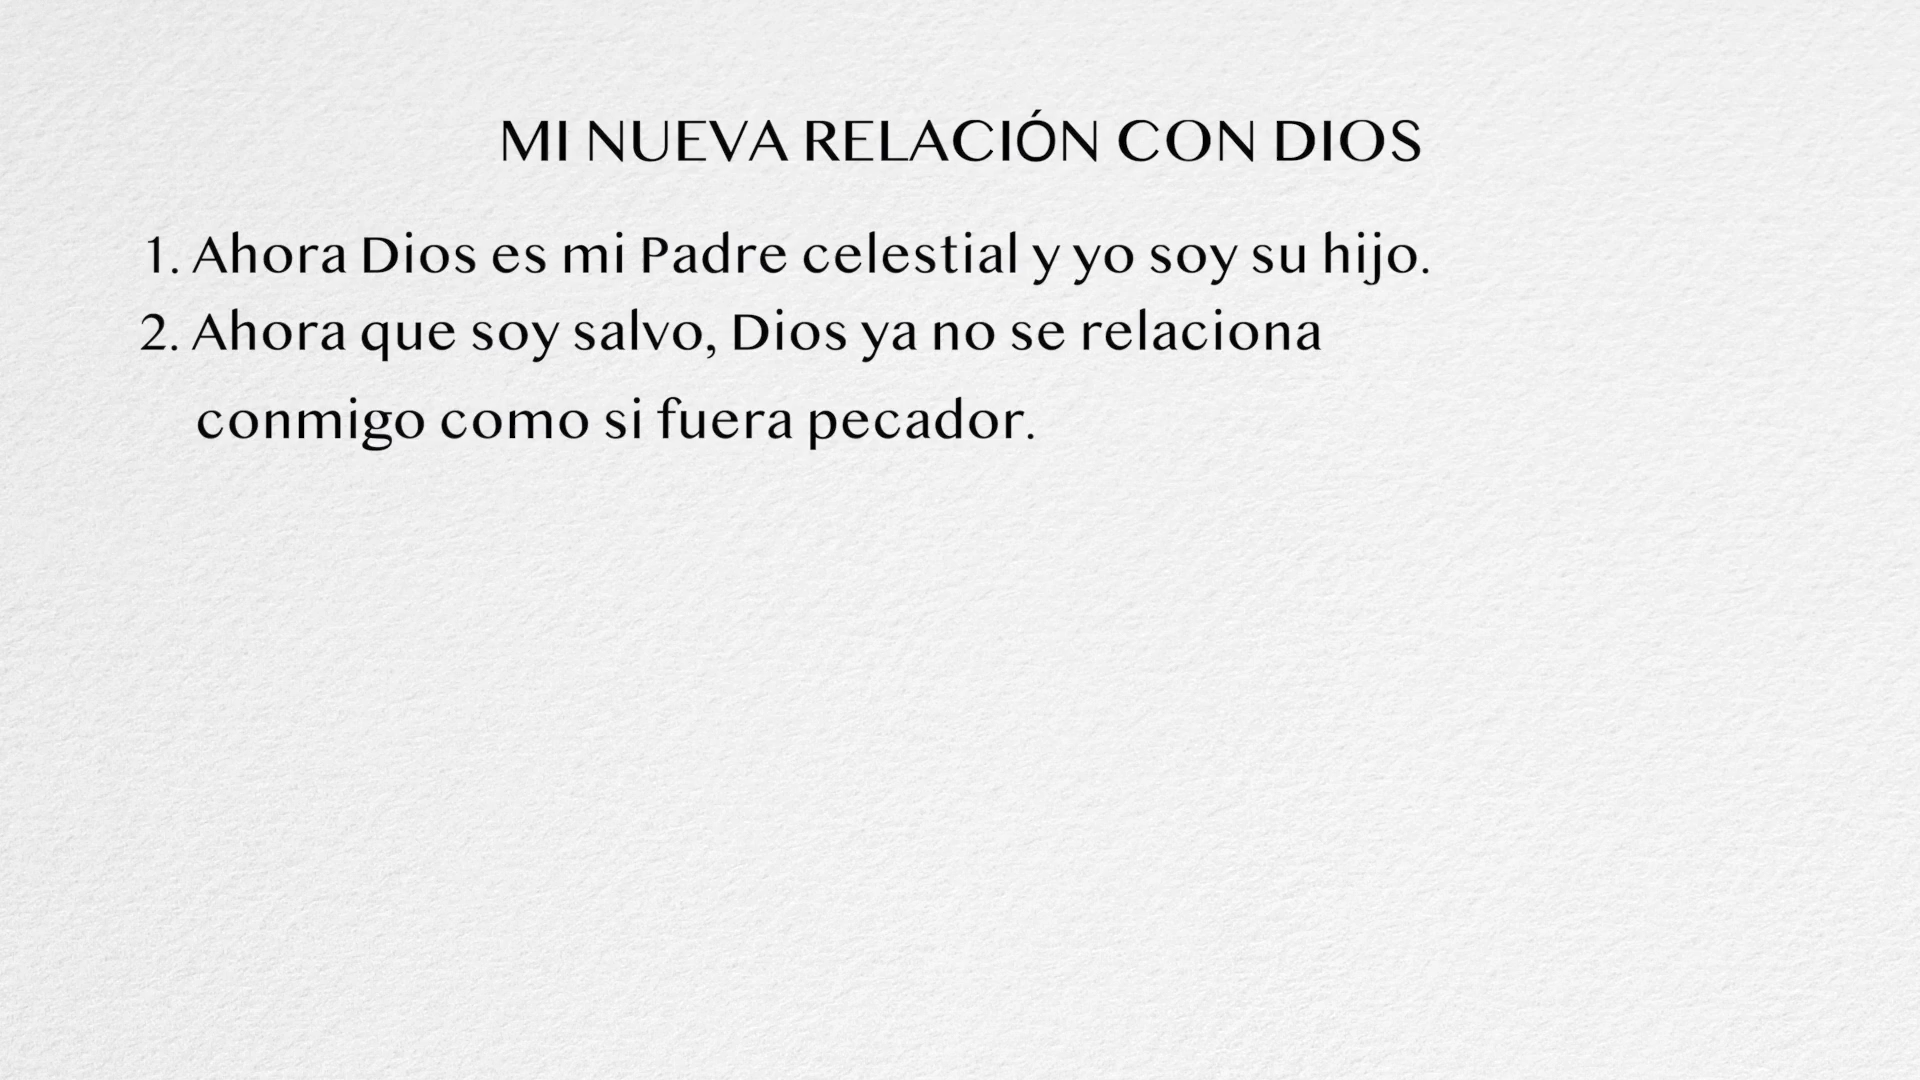 MI NUEVA RELACIÓN CON DIOS
1. Ahora Dios es mi Padre celestial y yo soy su hijo.
2. Ahora que soy salvo, Dios ya no se relaciona
conmigo como si fuera pecador.